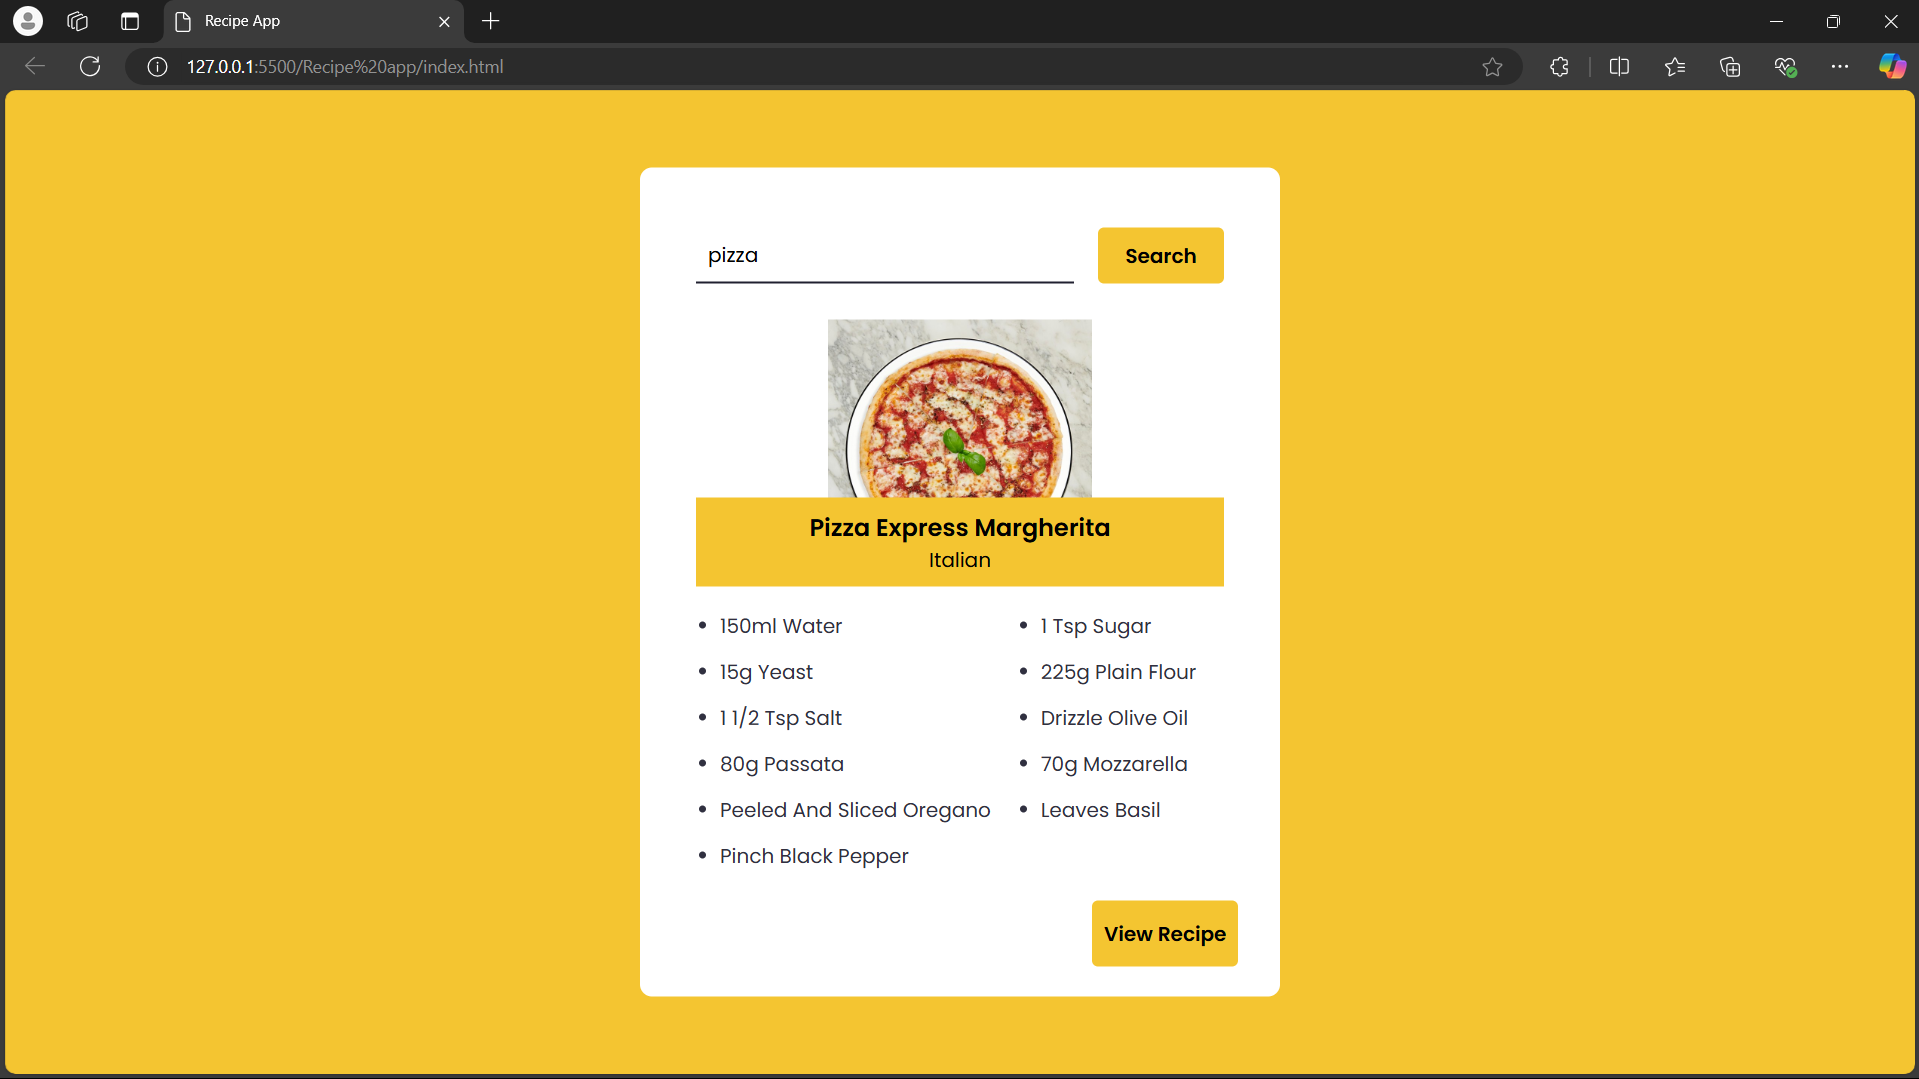 Recipe App
127.0.0.1:5500/Recipe%20app/index.html
pizza
Search
Pizza Express Margherita
Italian
150ml Water
1 Tsp Sugar
15g Yeast
225g Plain Flour
1 1/2 Tsp Salt
Drizzle Olive Oil
80g Passata
70g Mozzarella
Peeled And Sliced Oregano
Leaves Basil
Pinch Black Pepper
View Recipe